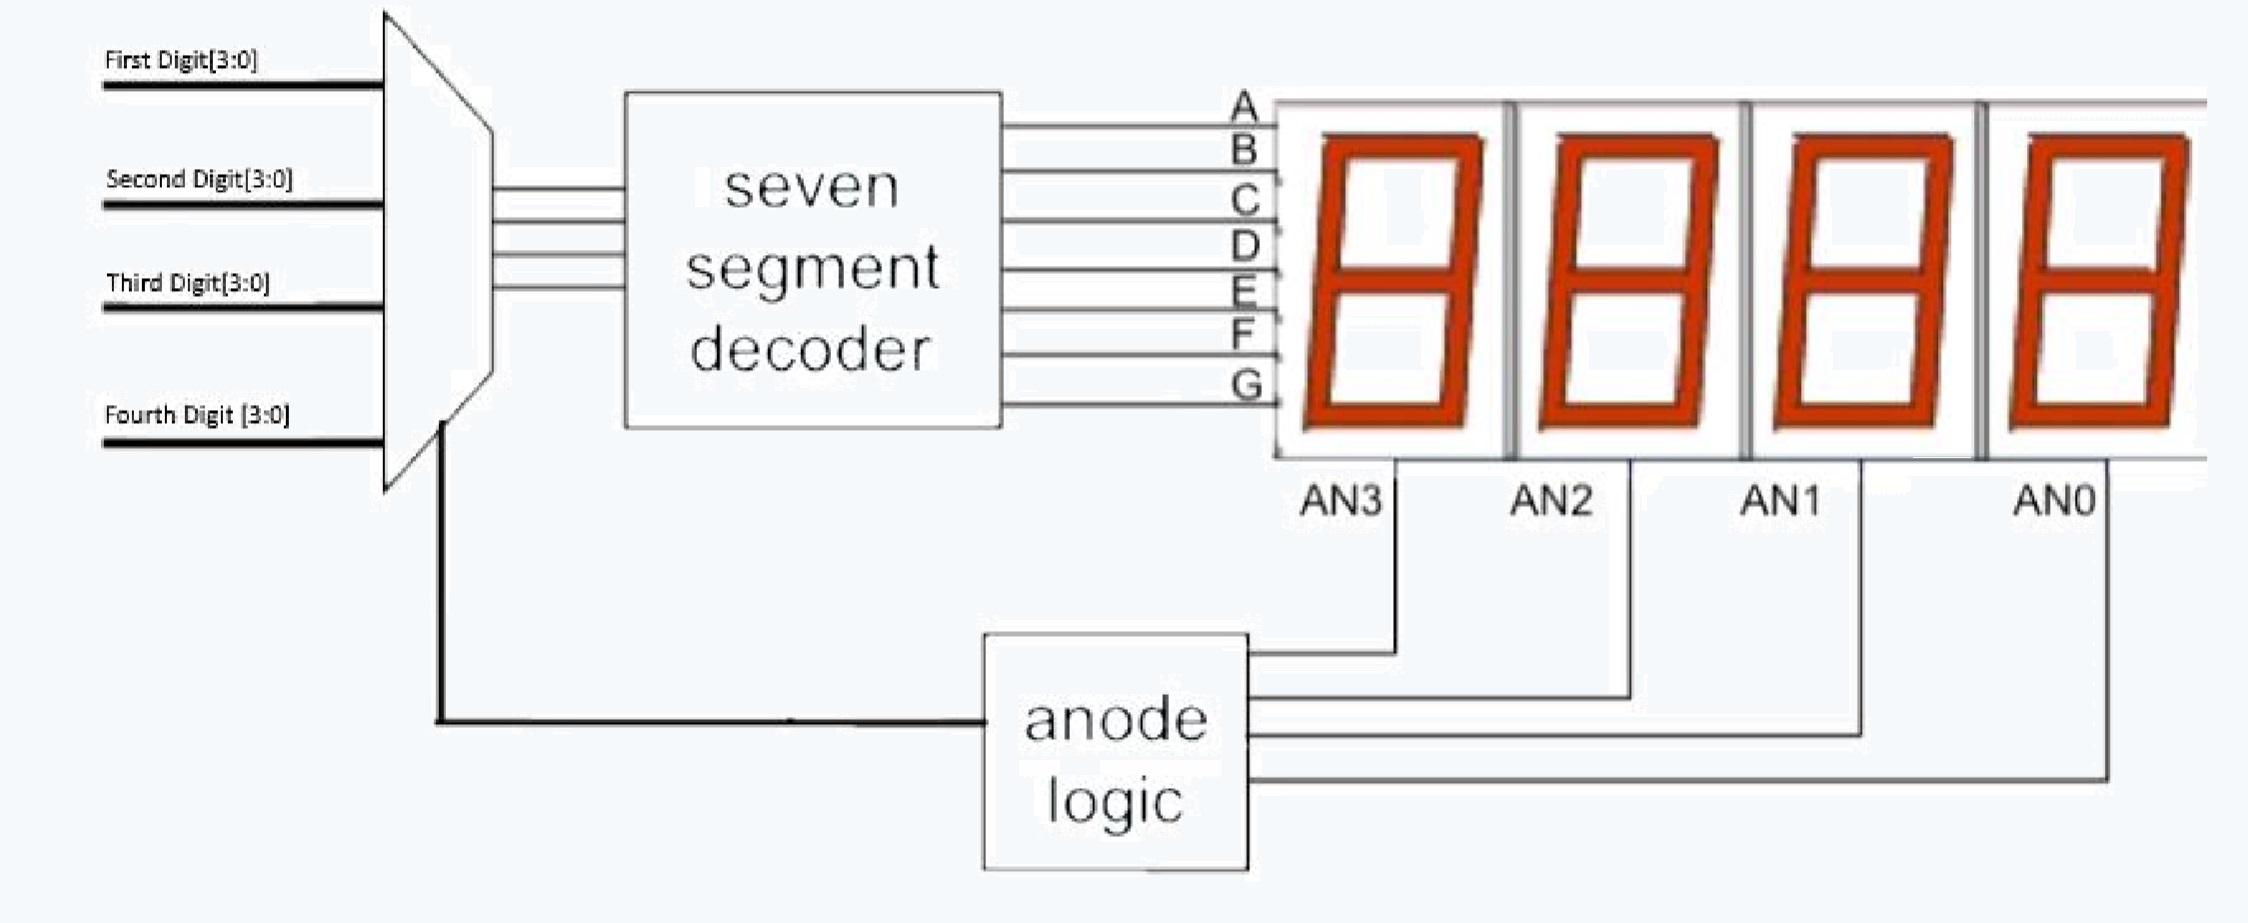 First Digit[3:0]
Second Digit[3:0]
Third Digit[3:0]
Fourth Digit [3:0]
seven
segment
decoder
A
B
C
D
E
F
G
8888
AN3
AN2
AN1
AN0
anode
logic